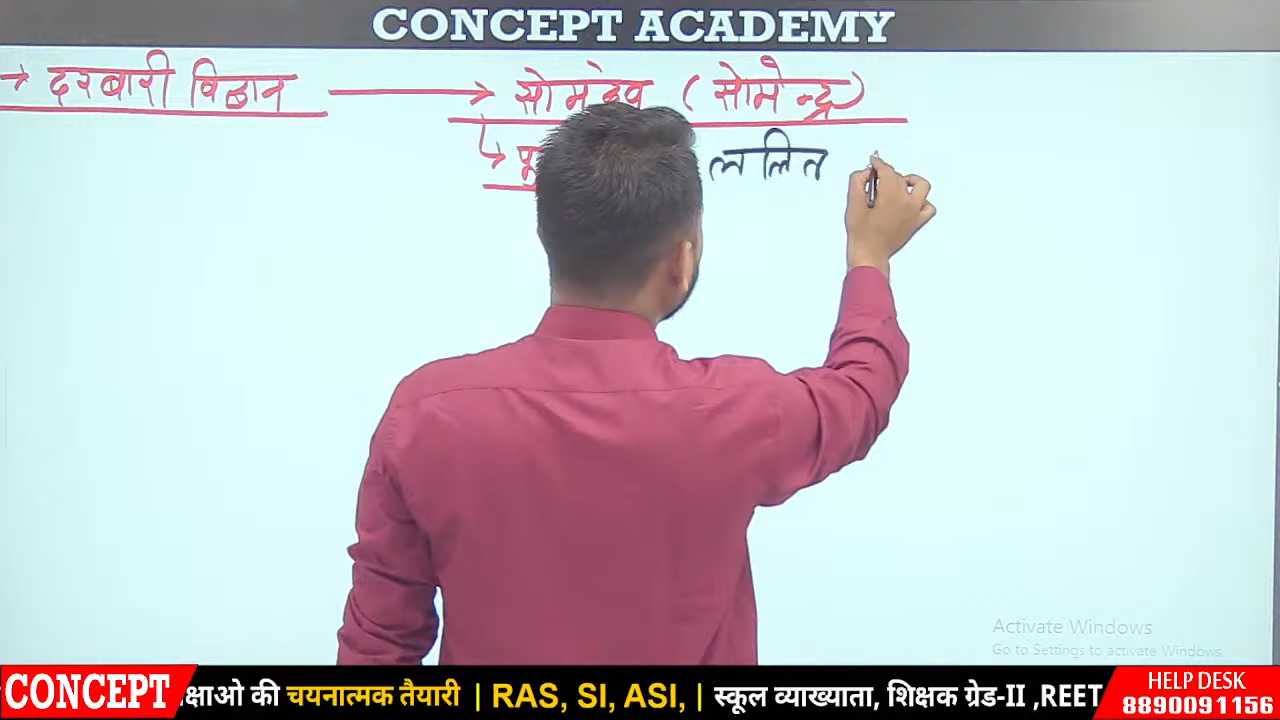 CONCEPT ACADEMY
→ दरबारी विद्वान → सोमदेव (सोमेन्द्र)
ललित
Activate Windows
Go to Settings to activate Windows.
CONCEPT क्षाओ की चयनात्मक तैयारी | RAS, SI, ASI, | स्कूल व्याख्याता, शिक्षक ग्रेड-II ,REET
HELP DESK
8890091156